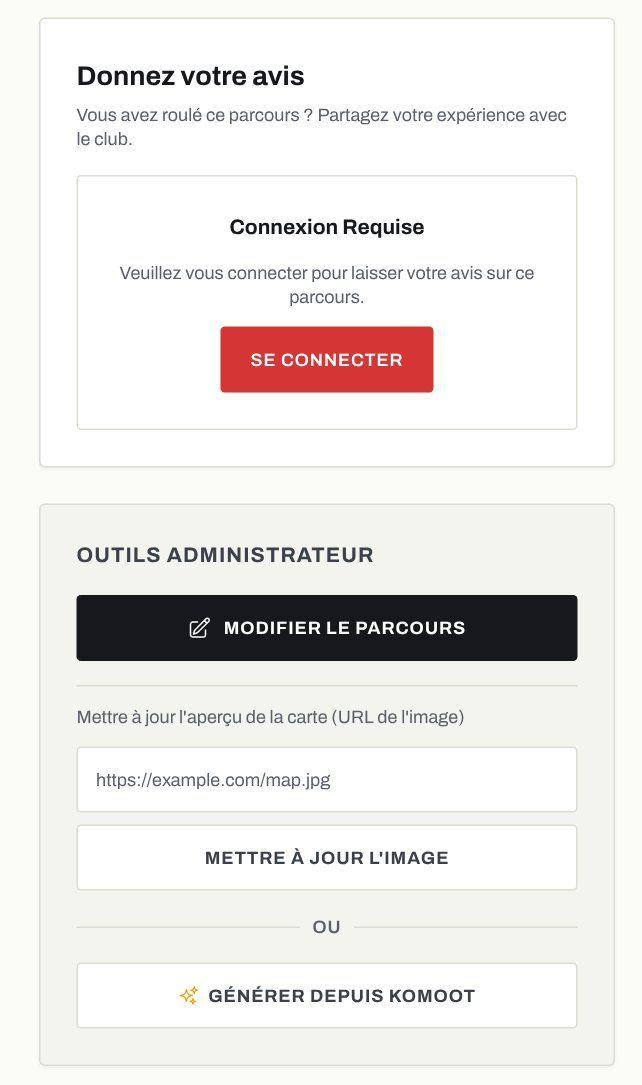 Donnez votre avis
Vous avez roulé ce parcours ? Partagez votre expérience avec
le club.
Connexion Requise
Veuillez vous connecter pour laisser votre avis sur ce
parcours.
SE CONNECTER
OUTILS ADMINISTRATEUR
MODIFIER LE PARCOURS
Mettre à jour l'aperçu de la carte (URL de l'image)
https://example.com/map.jpg
METTRE À JOUR L'IMAGE
OU
GÉNÉRER DEPUIS KOMOOT